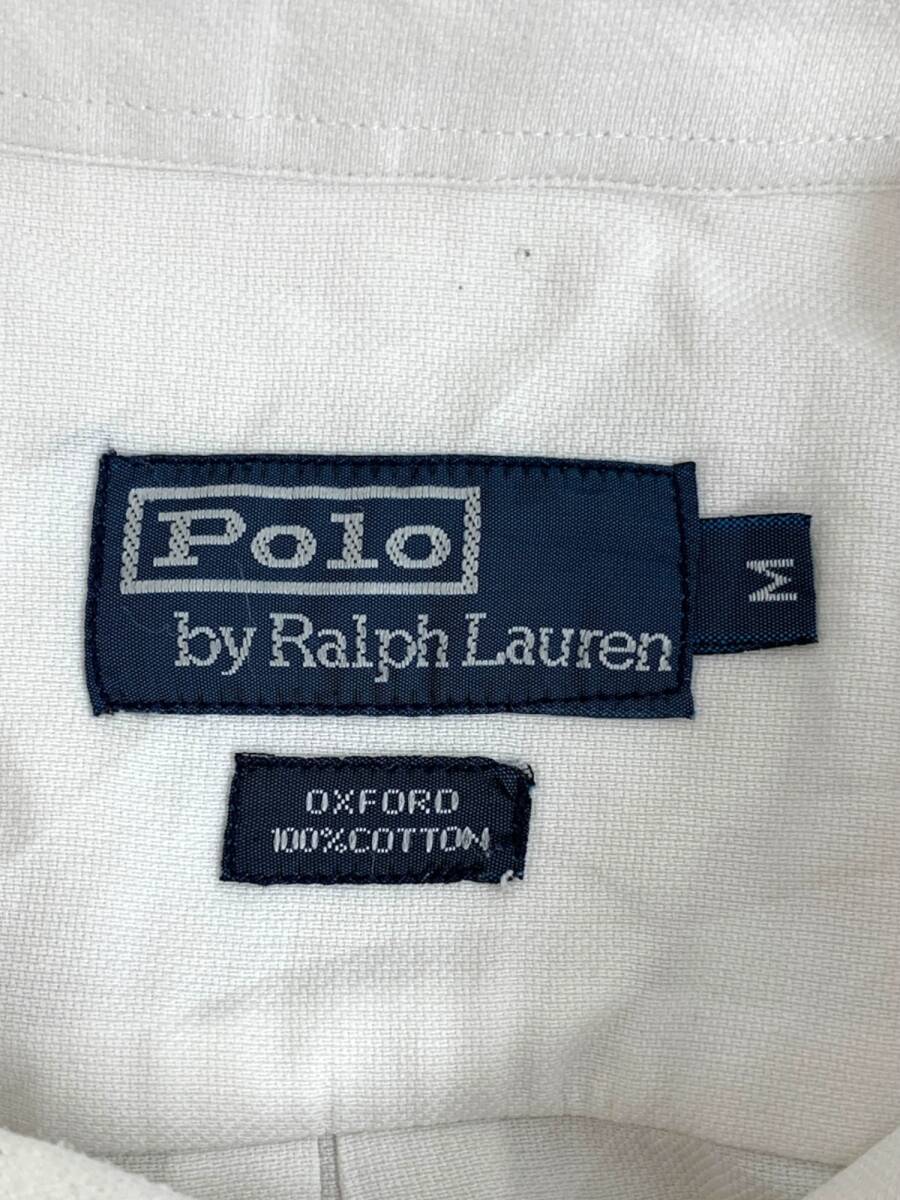 Polo
by Ralph Lauren
M
OXFORD
100%COTTON